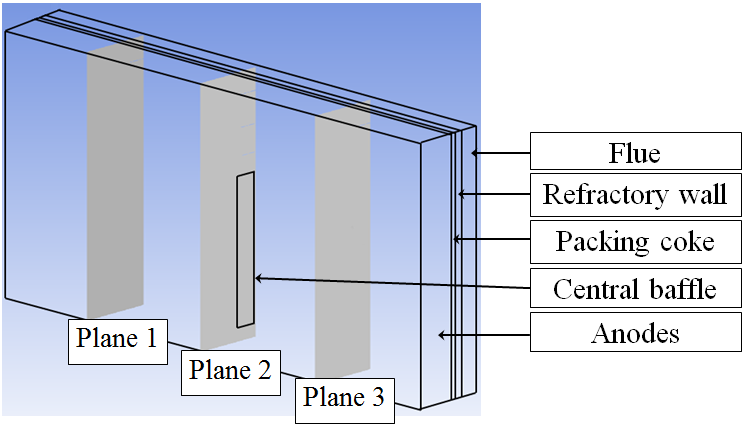 Flue
Refractory wall
Packing coke
Central baffle
Anodes
Plane 1
Plane 2
Plane 3